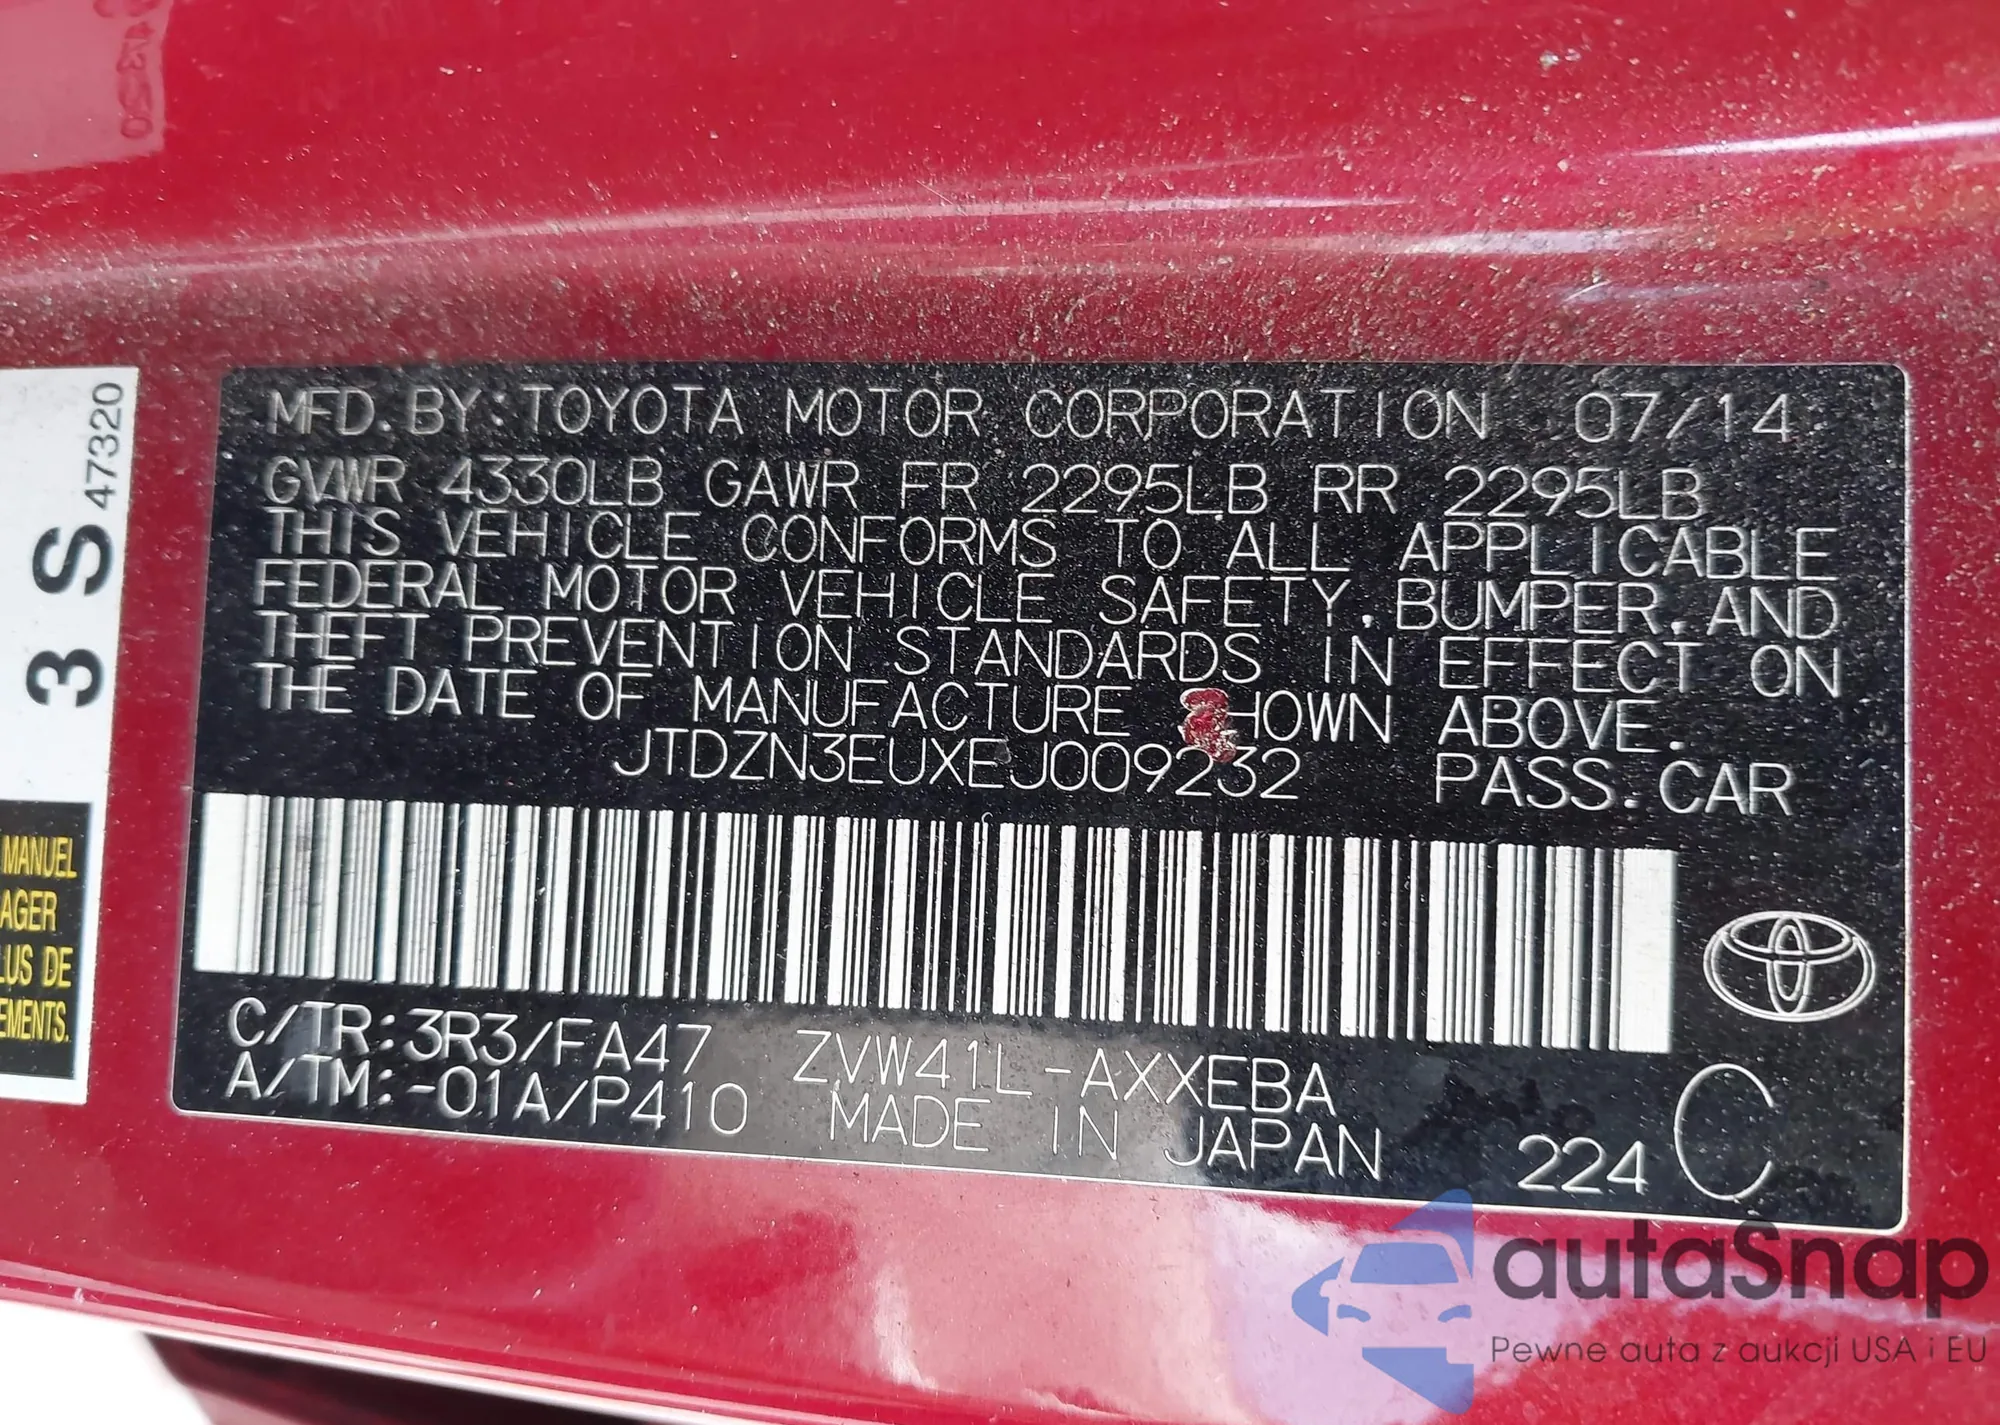 MFD. BY: TOYOTA MOTOR CORPORATION 07/14
GVWR 4330LB GAWR FR 2295LB RR 2295LB
THIS VEHICLE CONFORMS TO ALL APPLICABLE
FEDERAL MOTOR VEHICLE SAFETY, BUMPER, AND
THEFT PREVENTION STANDARDS IN EFFECT ON
THE DATE OF MANUFACTURE SHOWN ABOVE.
JTDZN3EUXEJ009232 PASS. CAR
C/TR: 3R3/FA47 ZVW41L-AXXEBA
A/TM: -01A/P410 MADE IN JAPAN 224 C
3 S 47320
MANUEL
AGER
LUS DE
EMENTS.
autaSnap
Pewne auta z aukcji USA i EU